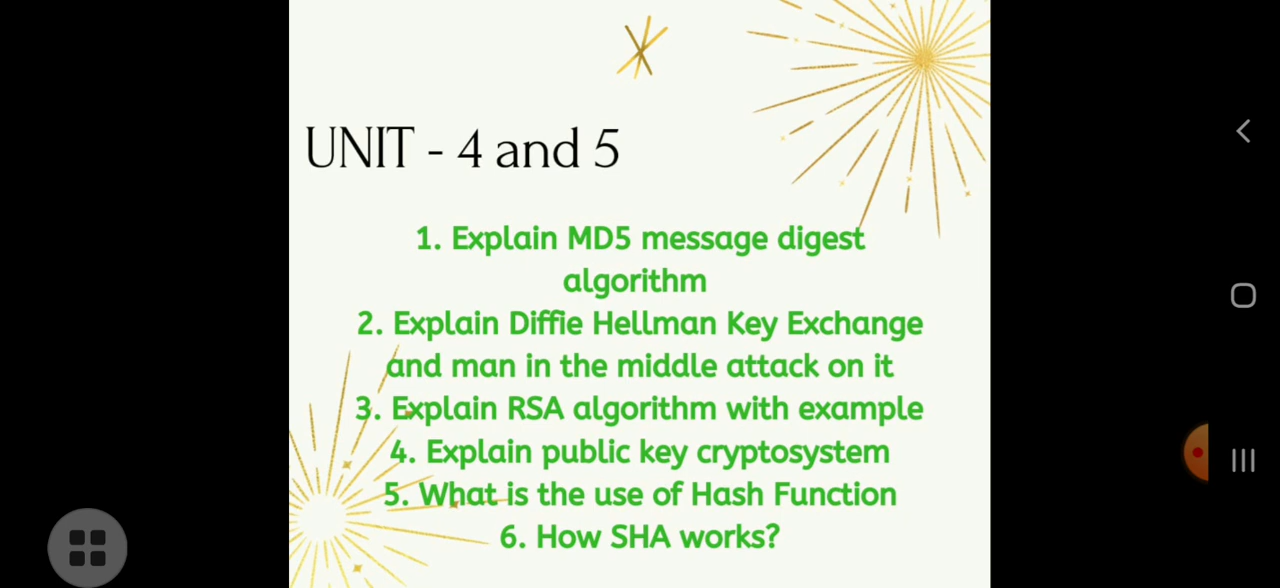 UNIT - 4 and 5
1. Explain MD5 message digest
algorithm
2. Explain Diffie Hellman Key Exchange
and man in the middle attack on it
3. Explain RSA algorithm with example
4. Explain public key cryptosystem
5. What is the use of Hash Function
6. How SHA works?